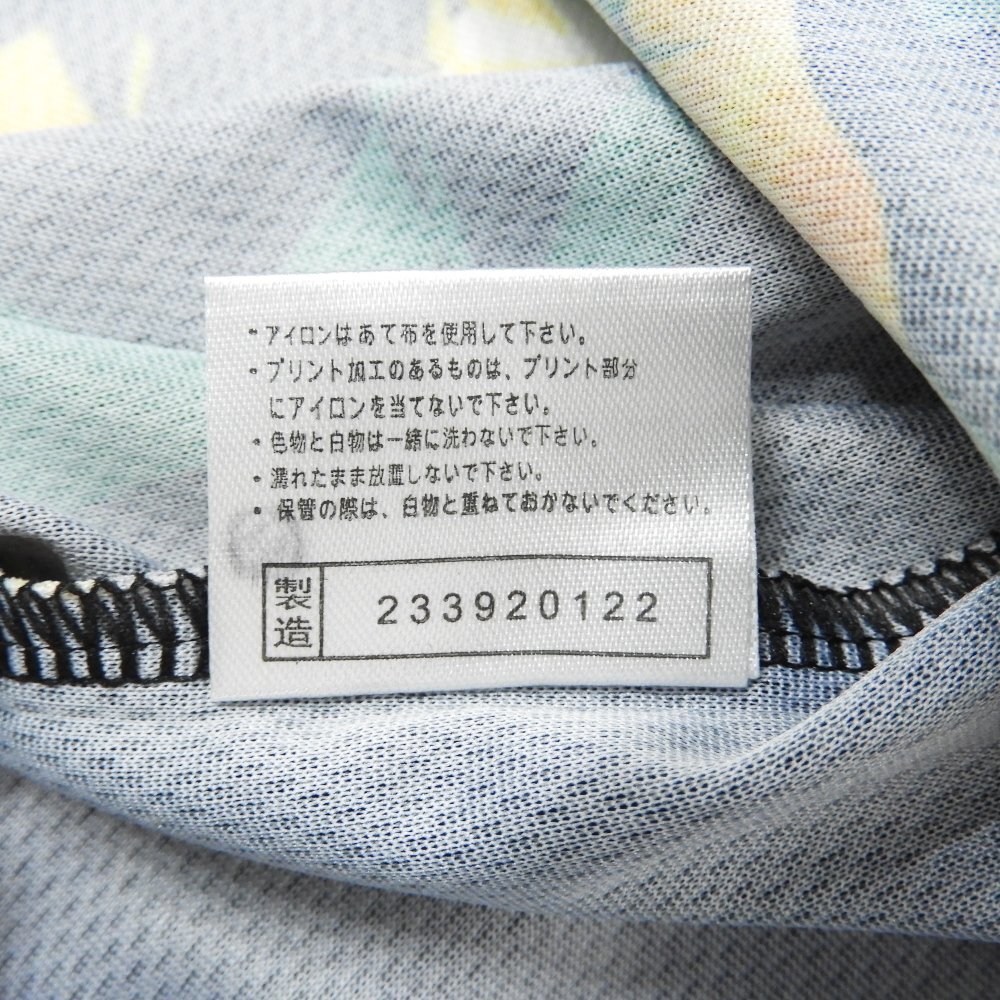 ・アイロンはあて布を使用して下さい。
・プリント加工のあるものは、プリント部分
にアイロンを当てないで下さい。
・色物と白物は一緒に洗わないで下さい。
・濡れたまま放置しないで下さい。
・保管の際は、白物と重ねておかないでください。
製造 233920122